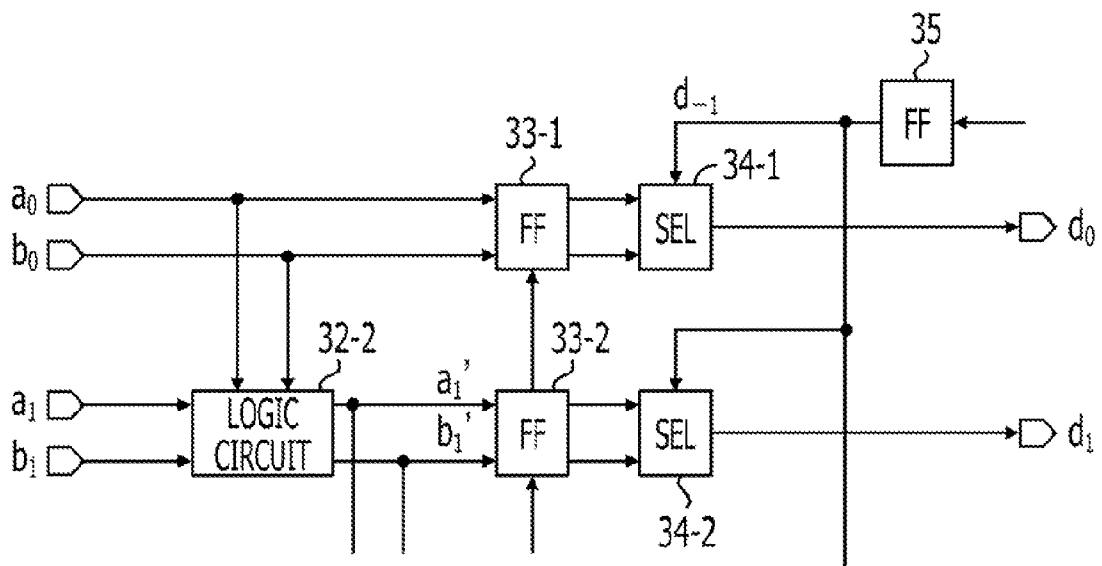 35
FF
d₋₁
33-1
34-1
a₀
FF
SEL
d₀
b₀
32-2
33-2
a₁
LOGIC
CIRCUIT
a₁’
b₁’
FF
SEL
d₁
b₁
34-2